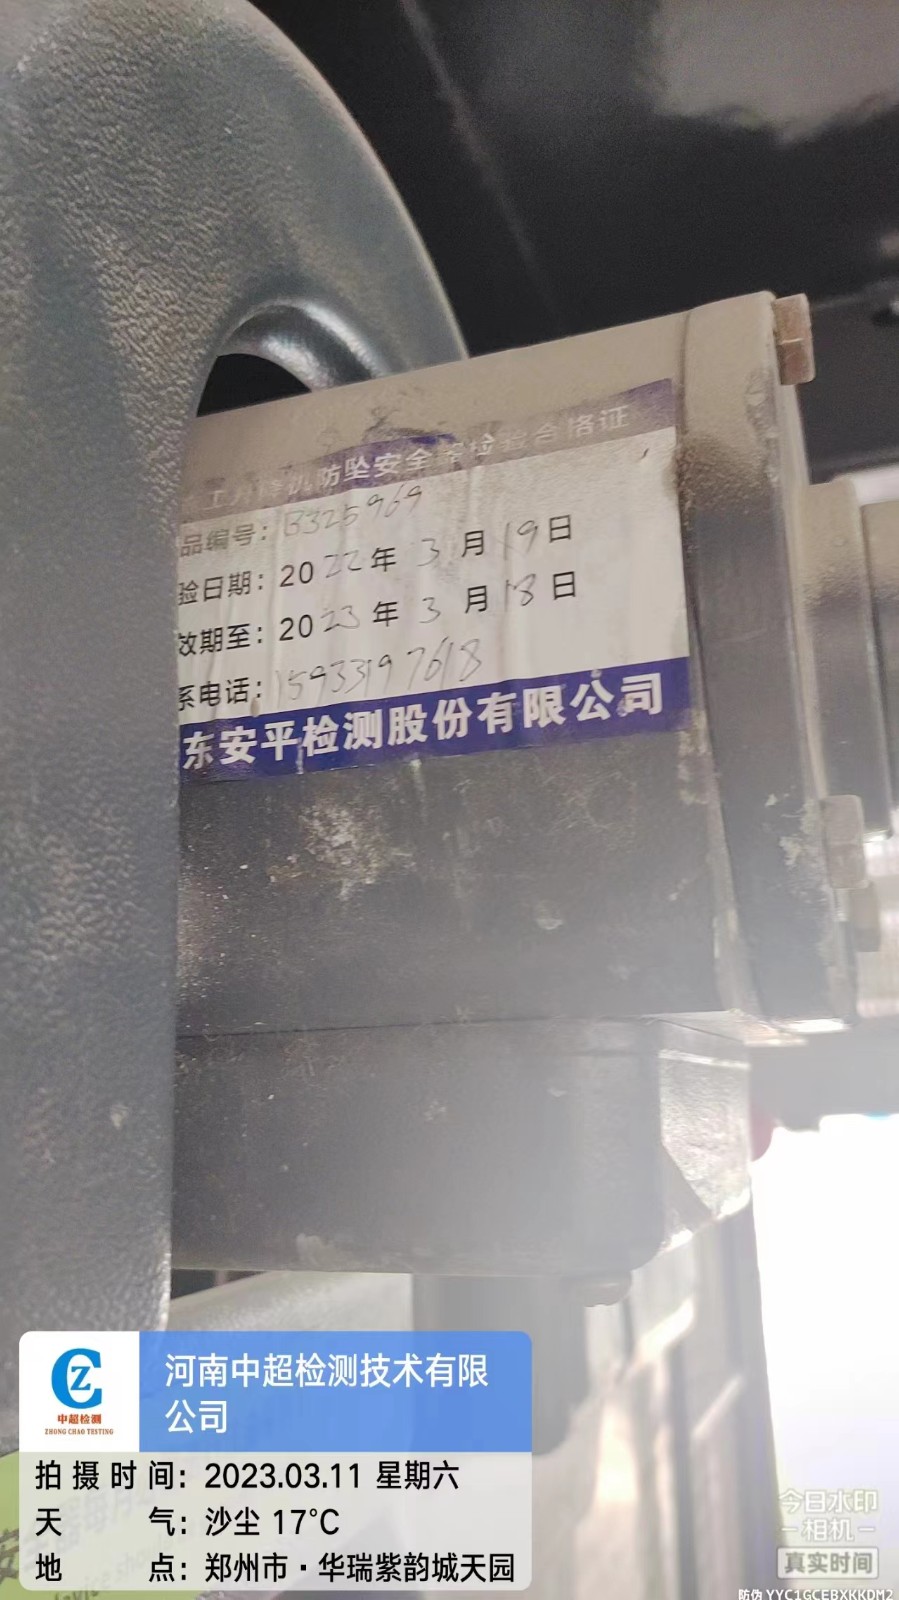 工升降机防坠安全器检验合格证
品编号：B325969
验日期：2022年3月19日
效期至：2023年3月18日
系电话：15933197618
东安平检测股份有限公司
CZ
中超检测
ZHONG CHAO TESTING
河南中超检测技术有限
公司
拍摄时间：2023.03.11 星期六
天气：沙尘 17°C
地点：郑州市·华瑞紫韵城天园
今日水印
相机
真实时间
防伪 YYC1GCEBXKKDM2